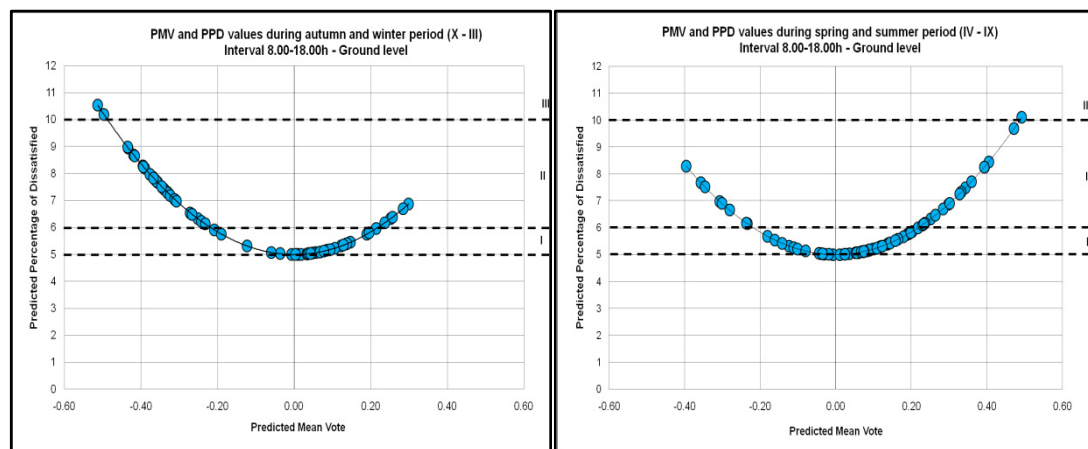 PMV and PPD values during autumn and winter period (X - III)
Interval 8.00-18.00h - Ground level
Predicted Percentage of Dissatisfied
12
11
10
9
8
7
6
5
4
3
2
1
0
III
II
I
-0.60 -0.40 -0.20 0.00 0.20 0.40 0.60
Predicted Mean Vote
PMV and PPD values during spring and summer period (IV - IX)
Interval 8.00-18.00h - Ground level
Predicted Percentage of Dissatisfied
12
11
10
9
8
7
6
5
4
3
2
1
0
-0.60 -0.40 -0.20 0.00 0.20 0.40 0.60
Predicted Mean Vote